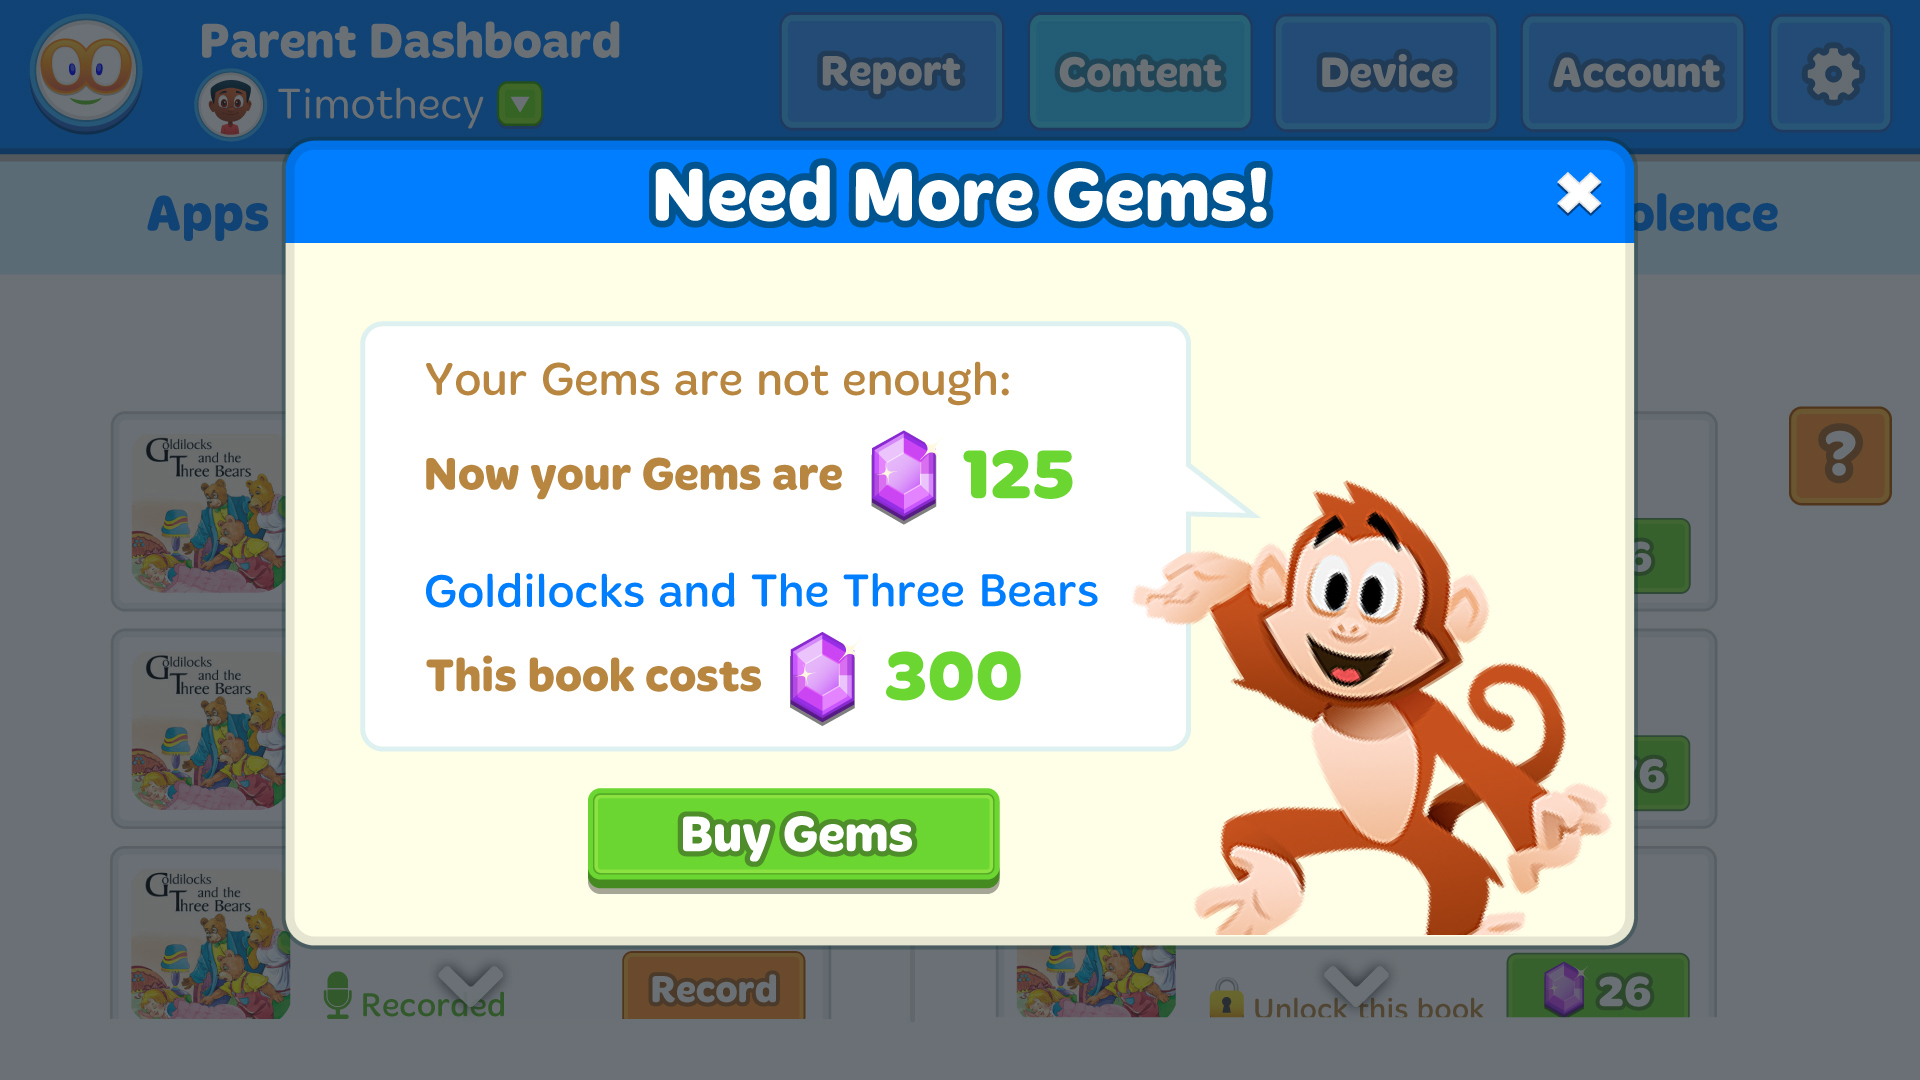 Parent Dashboard
Timothecy
Report
Content
Device
Account
Need More Gems!
Apps
olence
Your Gems are not enough:
Now your Gems are 125
Goldilocks and The Three Bears
This book costs 300
Buy Gems
Goldilocks
and the
Three Bears
?
6
Goldilocks
and the
Three Bears
6
Goldilocks
and the
Three Bears
Recorded
Record
Unlock this book
26